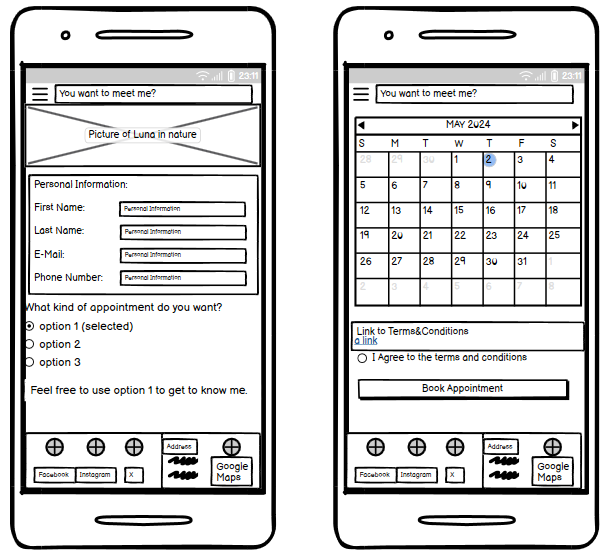 23:11
You want to meet me?
Picture of Luna in nature
Personal Information:
First Name: Personal Information
Last Name: Personal Information
E-Mail: Personal Information
Phone Number: Personal Information
What kind of appointment do you want?
option 1 (selected)
option 2
option 3
Feel free to use option 1 to get to know me.
Address
Facebook Instagram X
Google
Maps
23:11
You want to meet me?
MAY 2024
S M T W T F S
28 29 30 1 2 3 4
5 6 7 8 9 10 11
12 13 14 15 16 17 18
19 20 21 22 23 24 25
26 27 28 29 30 31 1
2 3 4 5 6 7 8
Link to Terms&Conditions
a link
I Agree to the terms and conditions
Book Appointment
Address
Facebook Instagram X
Google
Maps